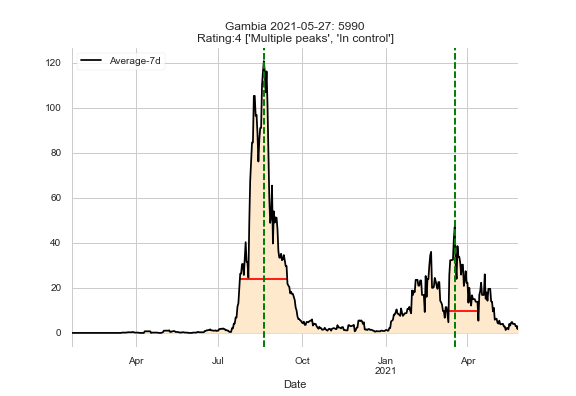 Gambia 2021-05-27: 5990
Rating:4 ['Multiple peaks', 'In control']
Average-7d
120
100
80
60
40
20
0
Apr
Jul
Oct
Jan
2021
Apr
Date